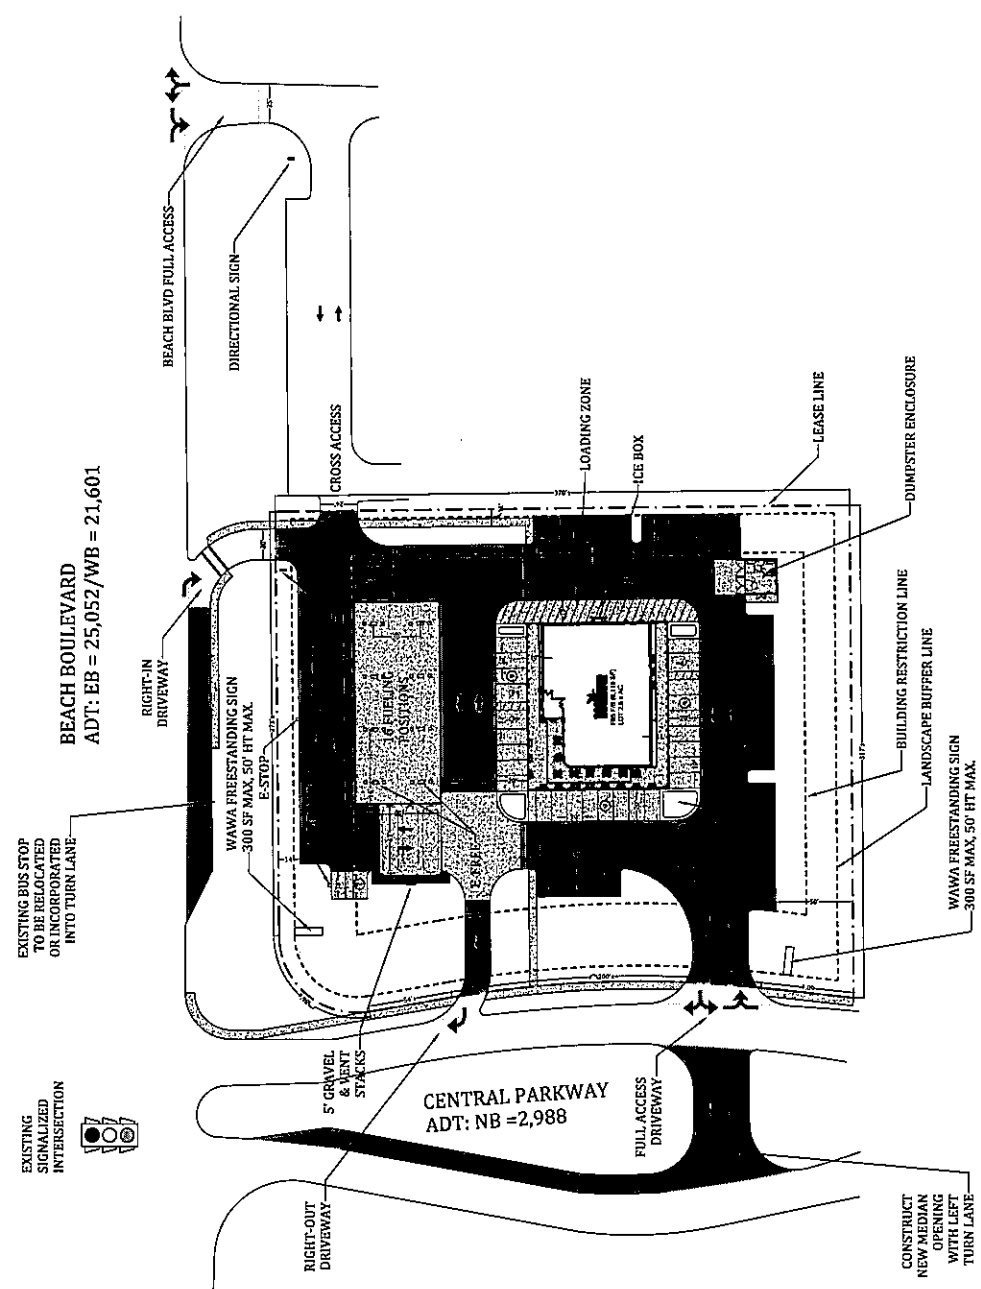 BEACH BOULEVARD
ADT: EB = 25,052/WB = 21,601
EXISTING
SIGNALIZED
INTERSECTION
EXISTING BUS STOP
TO BE RELOCATED
OR INCORPORATED
INTO TURN LANE
RIGHT-IN
DRIVEWAY
BEACH BLVD FULL ACCESS
DIRECTIONAL SIGN
WAWA FREESTANDING SIGN
300 SF MAX, 50' HT MAX.
E-STOP
CROSS ACCESS
16 FUELING
POSITIONS
5' GRAVEL
& VENT
STACKS
RIGHT-OUT
DRIVEWAY
CENTRAL PARKWAY
ADT: NB =2,988
LOADING ZONE
ICE BOX
LEASE LINE
DUMPSTER ENCLOSURE
FULL ACCESS
DRIVEWAY
BUILDING RESTRICTION LINE
LANDSCAPE BUFFER LINE
WAWA FREESTANDING SIGN
300 SF MAX, 50' HT MAX.
CONSTRUCT
NEW MEDIAN
OPENING
WITH LEFT
TURN LANE